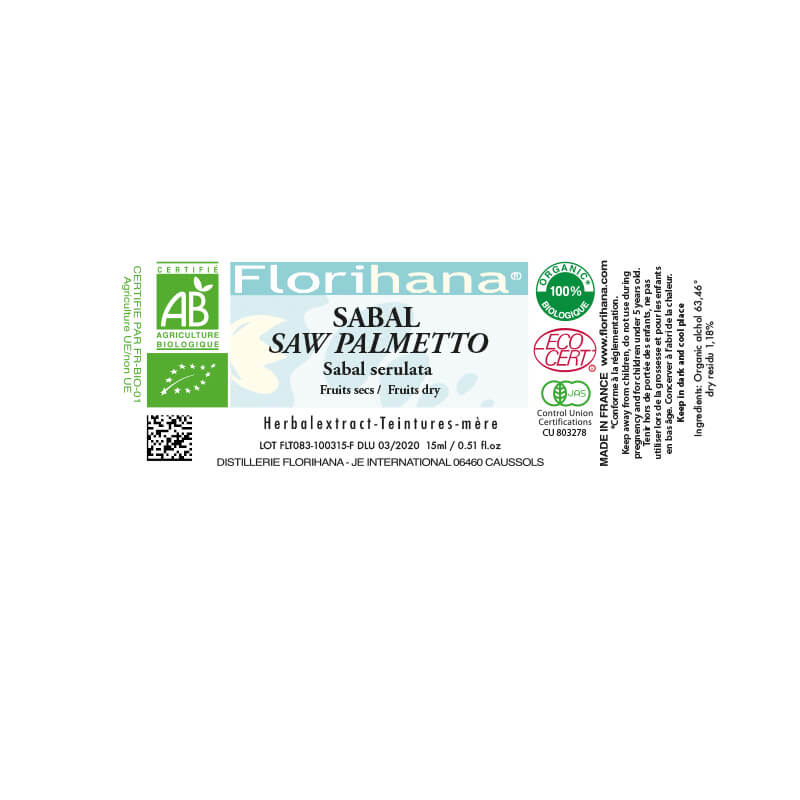 CERTIFIE PAR FR-BIO-01
Agriculture UE/non UE
CERTIFIÉ
AB
AGRICULTURE
BIOLOGIQUE
Florihana®
SABAL
SAW PALMETTO
Sabal serulata
Fruits secs / Fruits dry
Herbalextract-Teintures-mère
LOT FLT083-100315-F DLU 03/2020 15ml / 0.51 fl.oz
DISTILLERIE FLORIHANA - JE INTERNATIONAL 06460 CAUSSOLS
ORGANIC*
100%
BIOLOGIQUE
ECO
CERT®
JAS
Control Union
Certifications
CU 803278
MADE IN FRANCE www.florihana.com
*Conforme à la réglementation.
Keep away from children, do not use during
pregnency and for children under 5 years old.
Tenir hors de portée des enfants, ne pas
utiliser lors de la grossesse et pour les enfants
en bas âge. Concerver à l'abri de la chaleur.
Keep in dark and cool place
Ingredients: Organic alchol 63,46°
dry residu 1,18%